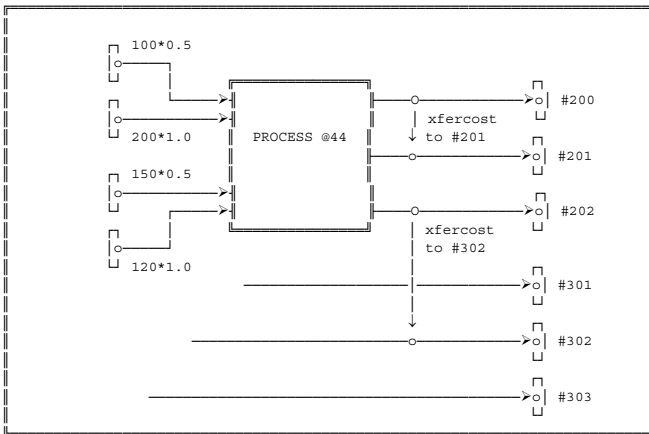 100*0.5
#200
xfercost
200*1.0
PROCESS @44
to #201
#201
150*0.5
#202
xfercost
to #302
120*1.0
#301
#302
#303